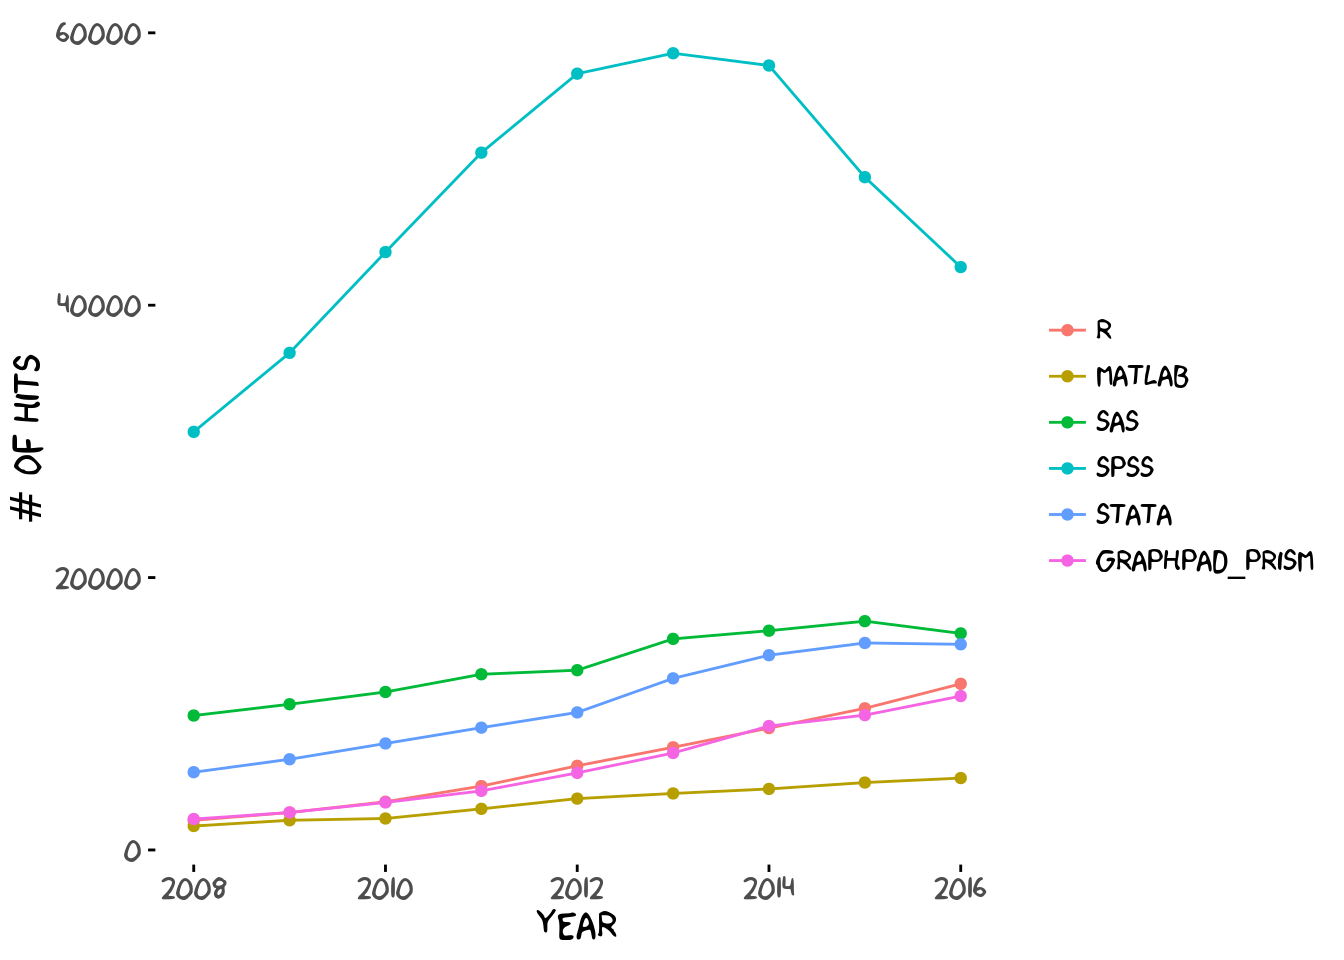 60000
40000
20000
0
# OF HITS
2008
2010
2012
2014
2016
YEAR
R
MATLAB
SAS
SPSS
STATA
GRAPHPAD_PRISM